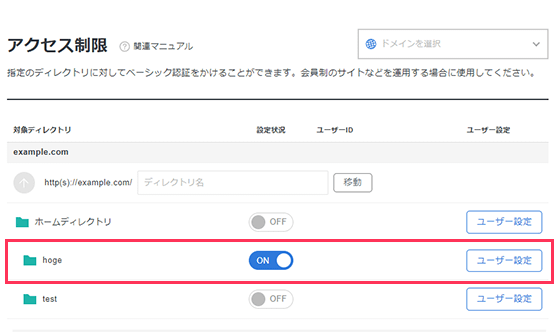 アクセス制限 ? 関連マニュアル
ドメインを選択
指定のディレクトリに対してベーシック認証をかけることができます。会員制のサイトなどを運用する場合に使用してください。
対象ディレクトリ 設定状況 ユーザーID ユーザー設定
example.com
http(s)://example.com/ ディレクトリ名 移動
ホームディレクトリ OFF ユーザー設定
hoge ON ユーザー設定
test OFF ユーザー設定